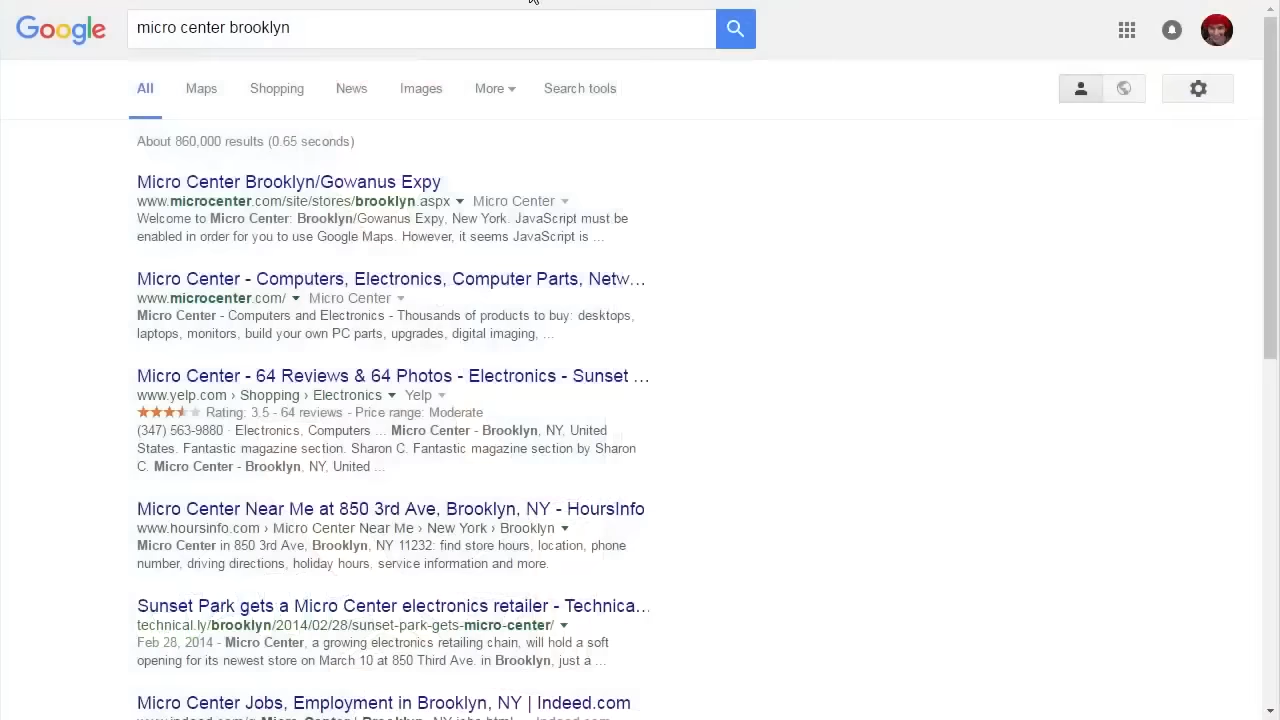 Google
micro center brooklyn
All Maps Shopping News Images More Search tools
About 860,000 results (0.65 seconds)
Micro Center Brooklyn/Gowanus Expy
www.microcenter.com/site/stores/brooklyn.aspx Micro Center
Welcome to Micro Center: Brooklyn/Gowanus Expy, New York. JavaScript must be
enabled in order for you to use Google Maps. However, it seems JavaScript is ...
Micro Center - Computers, Electronics, Computer Parts, Netw...
www.microcenter.com/ Micro Center
Micro Center - Computers and Electronics - Thousands of products to buy: desktops,
laptops, monitors, build your own PC parts, upgrades, digital imaging, ...
Micro Center - 64 Reviews & 64 Photos - Electronics - Sunset ...
www.yelp.com › Shopping › Electronics Yelp
Rating: 3.5 - 64 reviews - Price range: Moderate
(347) 563-9880 · Electronics, Computers ... Micro Center - Brooklyn, NY, United
States. Fantastic magazine section. Sharon C. Fantastic magazine section by Sharon
C. Micro Center - Brooklyn, NY, United ...
Micro Center Near Me at 850 3rd Ave, Brooklyn, NY - HoursInfo
www.hoursinfo.com › Micro Center Near Me › New York › Brooklyn
Micro Center in 850 3rd Ave, Brooklyn, NY 11232: find store hours, location, phone
number, driving directions, holiday hours, service information and more.
Sunset Park gets a Micro Center electronics retailer - Technica...
technical.ly/brooklyn/2014/02/28/sunset-park-gets-micro-center/
Feb 28, 2014 - Micro Center, a growing electronics retailing chain, will hold a soft
opening for its newest store on March 10 at 850 Third Ave. in Brooklyn, just a ...
Micro Center Jobs, Employment in Brooklyn, NY | Indeed.com